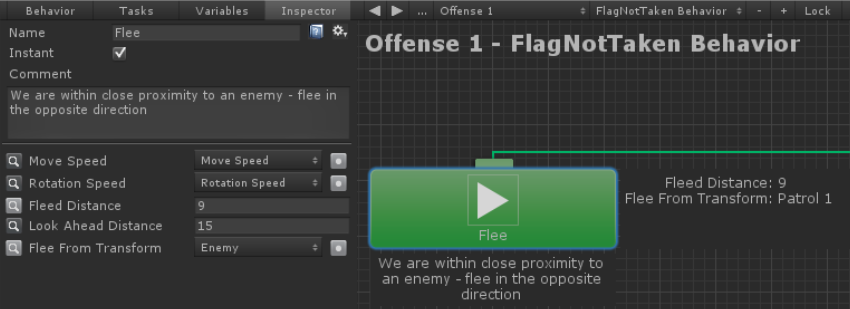 Behavior Tasks Variables Inspector
... Offense 1 FlagNotTaken Behavior - + Lock
Name Flee
Instant
Comment
We are within close proximity to an enemy - flee in
the opposite direction
Move Speed Move Speed
Rotation Speed Rotation Speed
Fleed Distance 9
Look Ahead Distance 15
Flee From Transform Enemy
Offense 1 - FlagNotTaken Behavior
Flee
We are within close proximity to
an enemy - flee in the opposite
direction
Fleed Distance: 9
Flee From Transform: Patrol 1